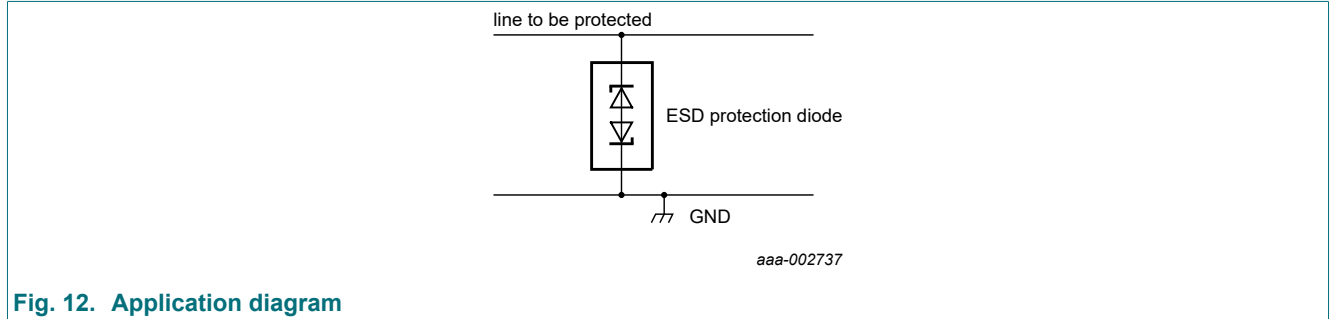 line to be protected
ESD protection diode
GND
aaa-002737
Fig. 12. Application diagram